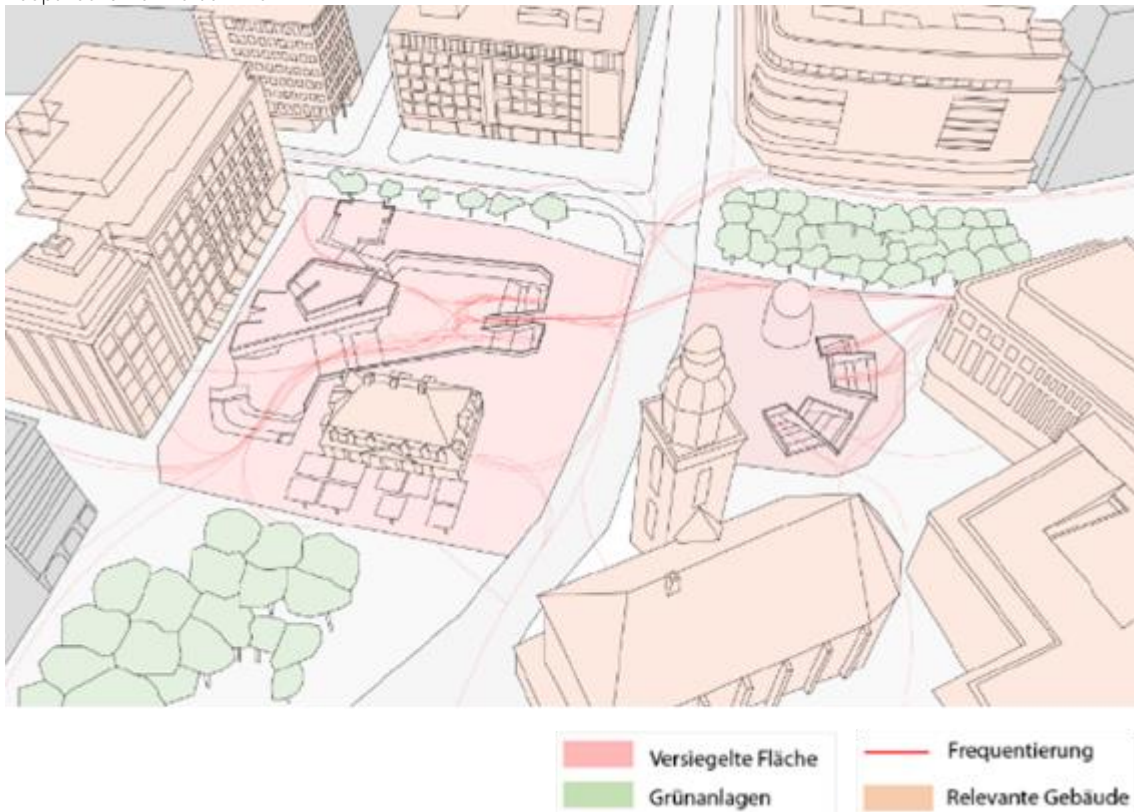 Versiegelte Fläche
Frequentierung
Grünanlagen
Relevante Gebäude